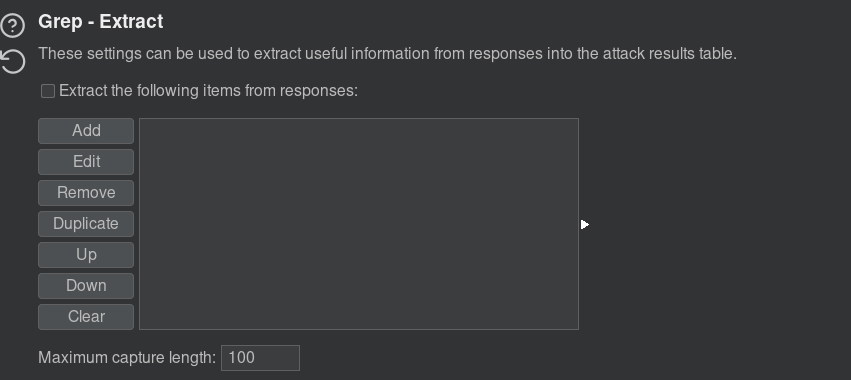 Grep - Extract
These settings can be used to extract useful information from responses into the attack results table.
Extract the following items from responses:
Add
Edit
Remove
Duplicate
Up
Down
Clear
Maximum capture length: 100